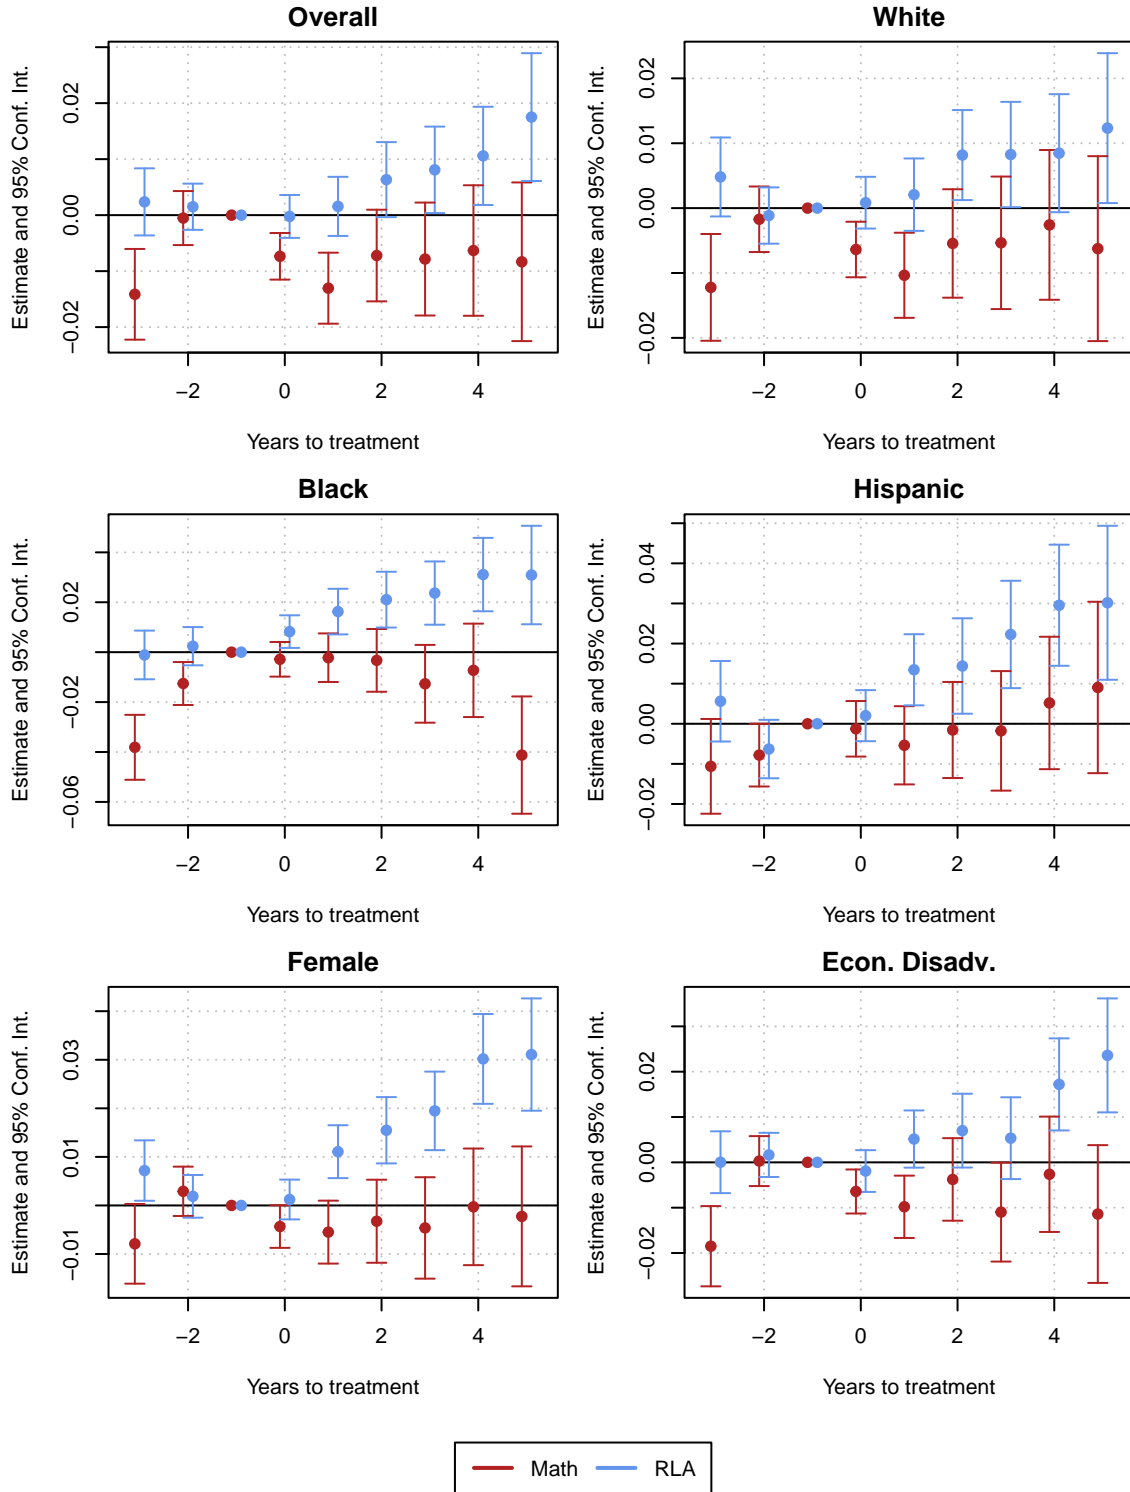 Overall
Estimate and 95% Conf. Int.
0.02
0.00
−0.02
−2 0 2 4
Years to treatment
White
Estimate and 95% Conf. Int.
0.02
0.01
0.00
−0.02
−2 0 2 4
Years to treatment
Black
Estimate and 95% Conf. Int.
0.02
−0.02
−0.06
−2 0 2 4
Years to treatment
Hispanic
Estimate and 95% Conf. Int.
0.04
0.02
0.00
−0.02
−2 0 2 4
Years to treatment
Female
Estimate and 95% Conf. Int.
0.03
0.01
−0.01
−2 0 2 4
Years to treatment
Econ. Disadv.
Estimate and 95% Conf. Int.
0.02
0.00
−0.02
−2 0 2 4
Years to treatment
Math RLA